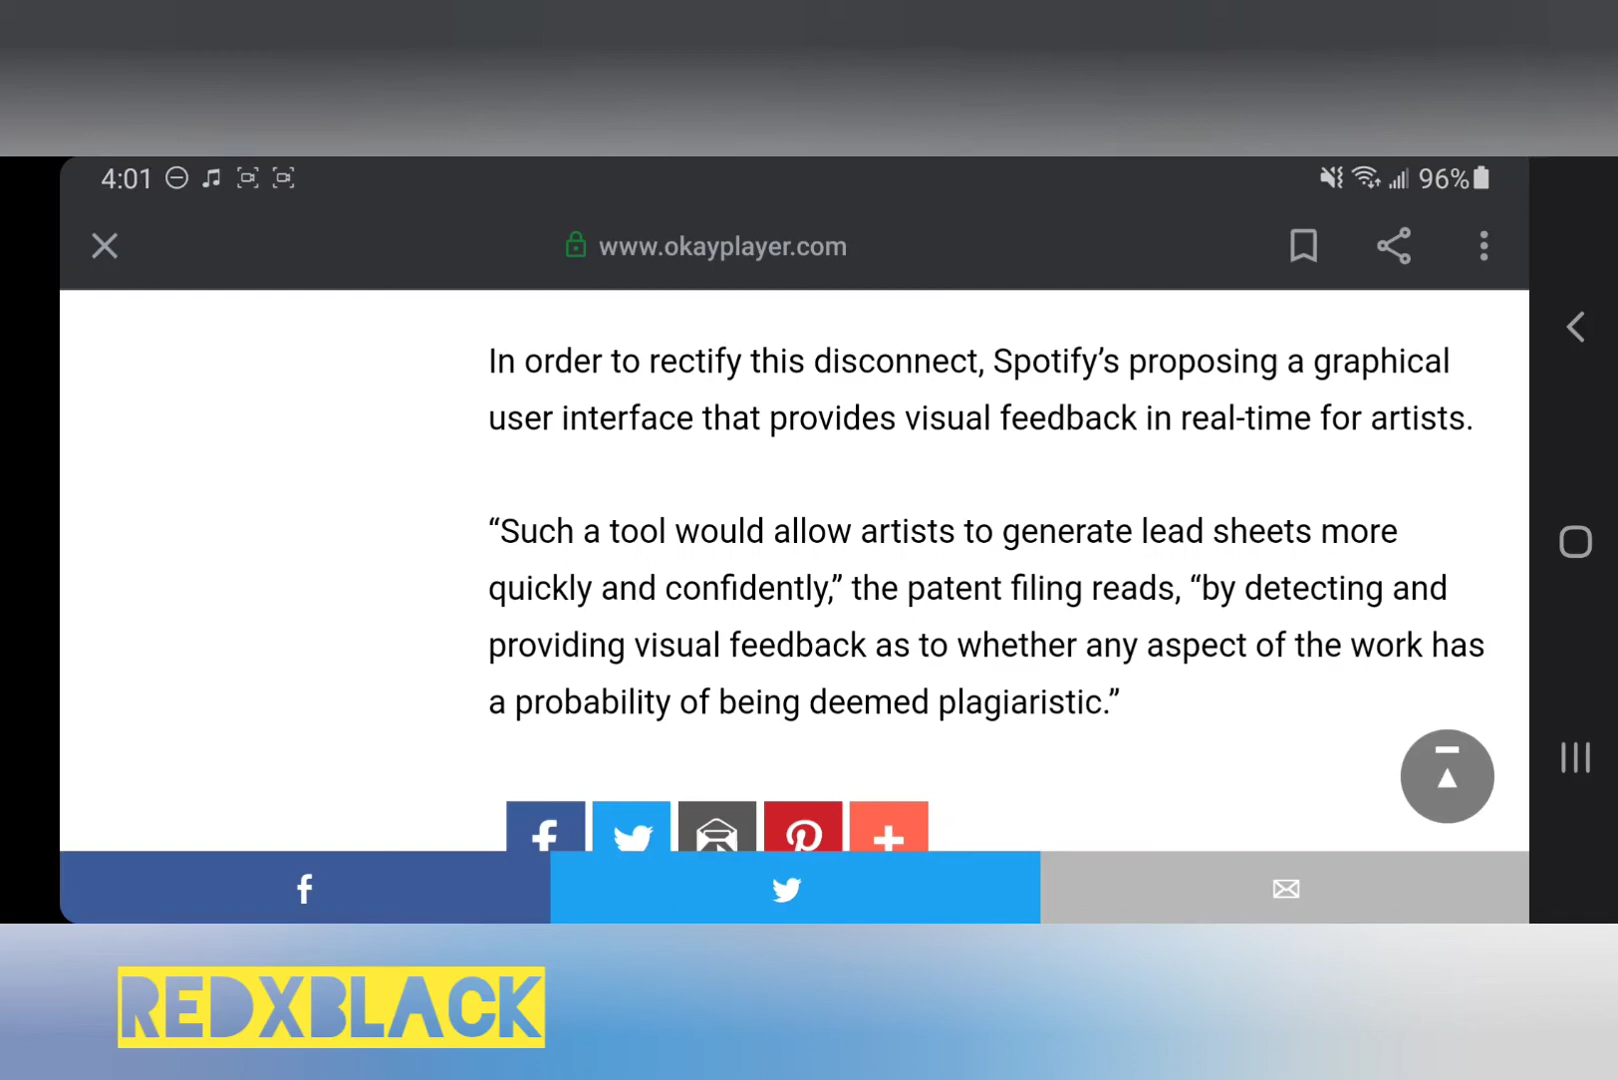 4:01
96%
www.okayplayer.com
In order to rectify this disconnect, Spotify’s proposing a graphical
user interface that provides visual feedback in real-time for artists.
“Such a tool would allow artists to generate lead sheets more
quickly and confidently,” the patent filing reads, “by detecting and
providing visual feedback as to whether any aspect of the work has
a probability of being deemed plagiaristic.”
REDXBLACK